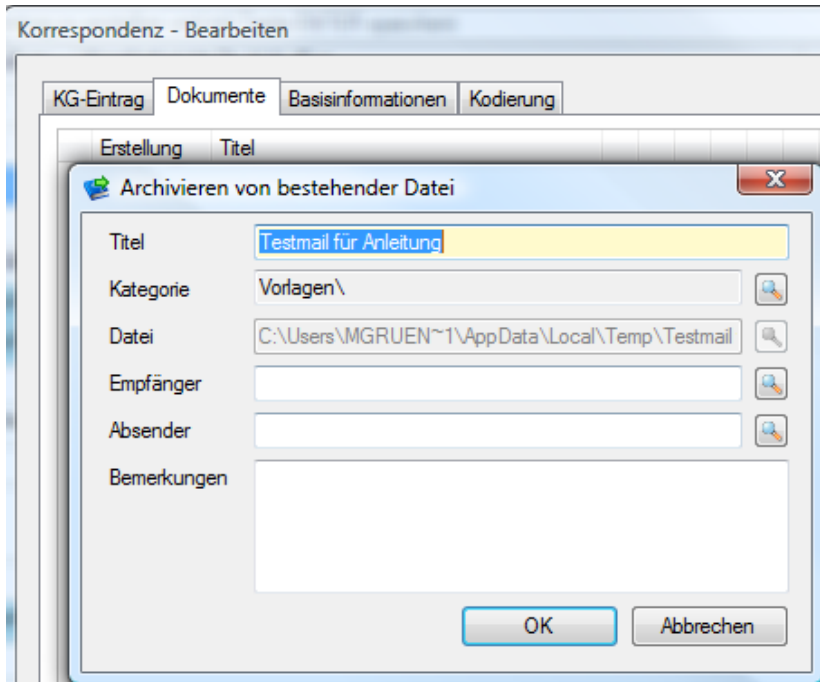 Korrespondenz - Bearbeiten
KG-Eintrag Dokumente Basisinformationen Kodierung
Erstellung Titel
Archivieren von bestehender Datei
Titel Testmail für Anleitung
Kategorie Vorlagen\
Datei C:\Users\MGRUEN~1\AppData\Local\Temp\Testmail
Empfänger
Absender
Bemerkungen
OK Abbrechen